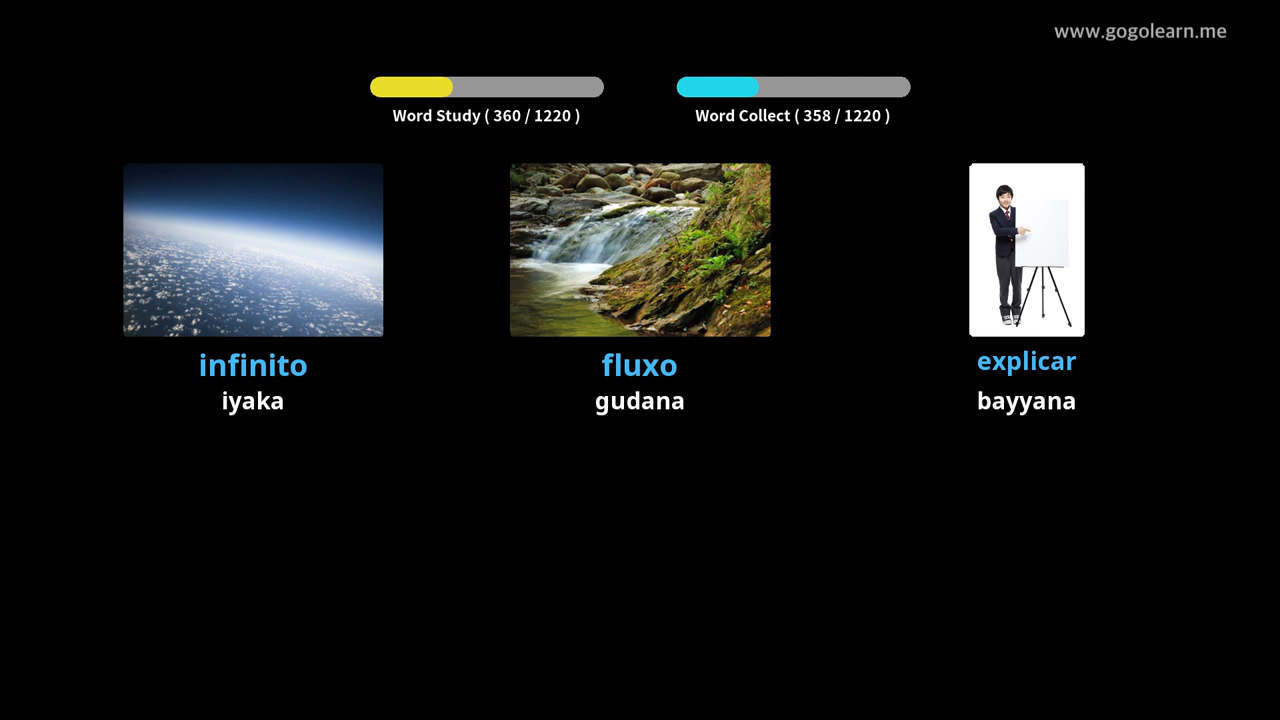 www.gogolearn.me
Word Study ( 360 / 1220 )
Word Collect ( 358 / 1220 )
infinito
iyaka
fluxo
gudana
explicar
bayyana